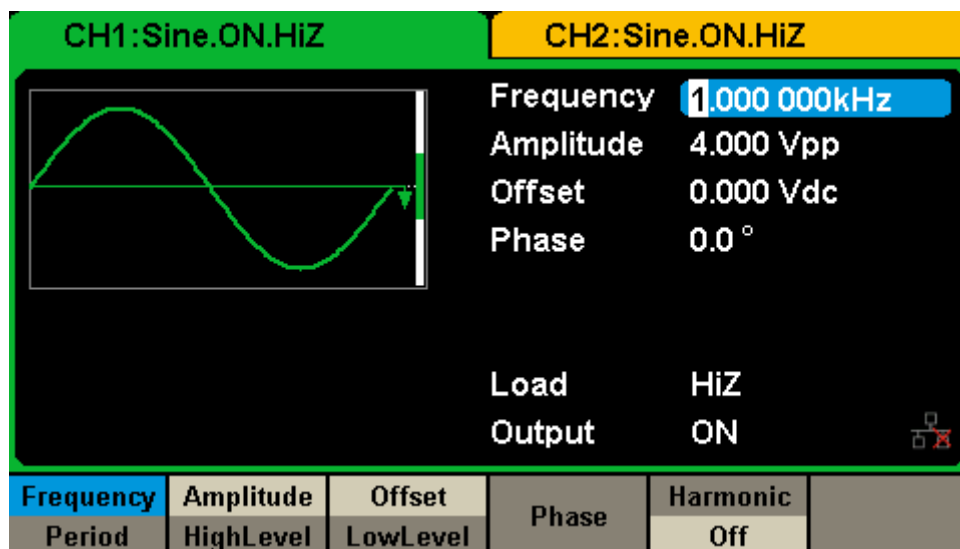 CH1:Sine.ON.HiZ CH2:Sine.ON.HiZ
Frequency 1.000 000kHz
Amplitude 4.000 Vpp
Offset 0.000 Vdc
Phase 0.0 °
Load HiZ
Output ON
Frequency Amplitude Offset Phase Harmonic
Period HighLevel LowLevel Off